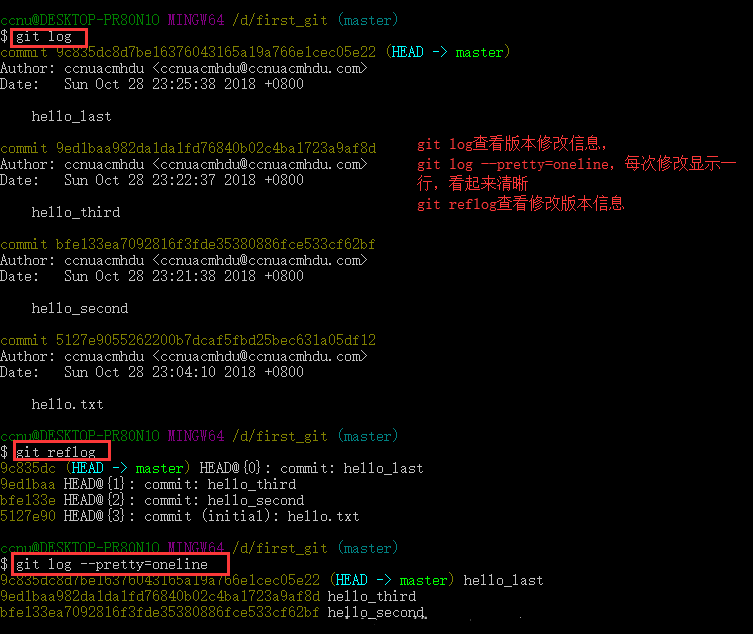 ccnu@DESKTOP-PR80N1O MINGW64 /d/first_git (master)
$ git log
commit 9c835dc8d7be16376043165a19a766e1cec05e22 (HEAD -> master)
Author: ccnuacmhdu <ccnuacmhdu@ccnuacmhdu.com>
Date:   Sun Oct 28 23:25:38 2018 +0800
hello_last
commit 9ed1baa982da1da1fd76840b02c4ba1723a9af8d
Author: ccnuacmhdu <ccnuacmhdu@ccnuacmhdu.com>
Date:   Sun Oct 28 23:22:37 2018 +0800
hello_third
git log查看版本修改信息,
git log --pretty=oneline, 每次修改显示一
行, 看起来清晰
git reflog查看修改版本信息
commit bfe133ea7092816f3fde35380886fce533cf62bf
Author: ccnuacmhdu <ccnuacmhdu@ccnuacmhdu.com>
Date:   Sun Oct 28 23:21:38 2018 +0800
hello_second
commit 5127e9055262200b7dcaf5fbd25bec631a05df12
Author: ccnuacmhdu <ccnuacmhdu@ccnuacmhdu.com>
Date:   Sun Oct 28 23:04:10 2018 +0800
hello.txt
ccnu@DESKTOP-PR80N1O MINGW64 /d/first_git (master)
$ git reflog
9c835dc (HEAD -> master) HEAD@{0}: commit: hello_last
9ed1baa HEAD@{1}: commit: hello_third
bfe133e HEAD@{2}: commit: hello_second
5127e90 HEAD@{3}: commit (initial): hello.txt
ccnu@DESKTOP-PR80N1O MINGW64 /d/first_git (master)
$ git log --pretty=oneline
9c835dc8d7be16376043165a19a766e1cec05e22 (HEAD -> master) hello_last
9ed1baa982da1da1fd76840b02c4ba1723a9af8d hello_third
bfe133ea7092816f3fde35380886fce533cf62bf hello_second